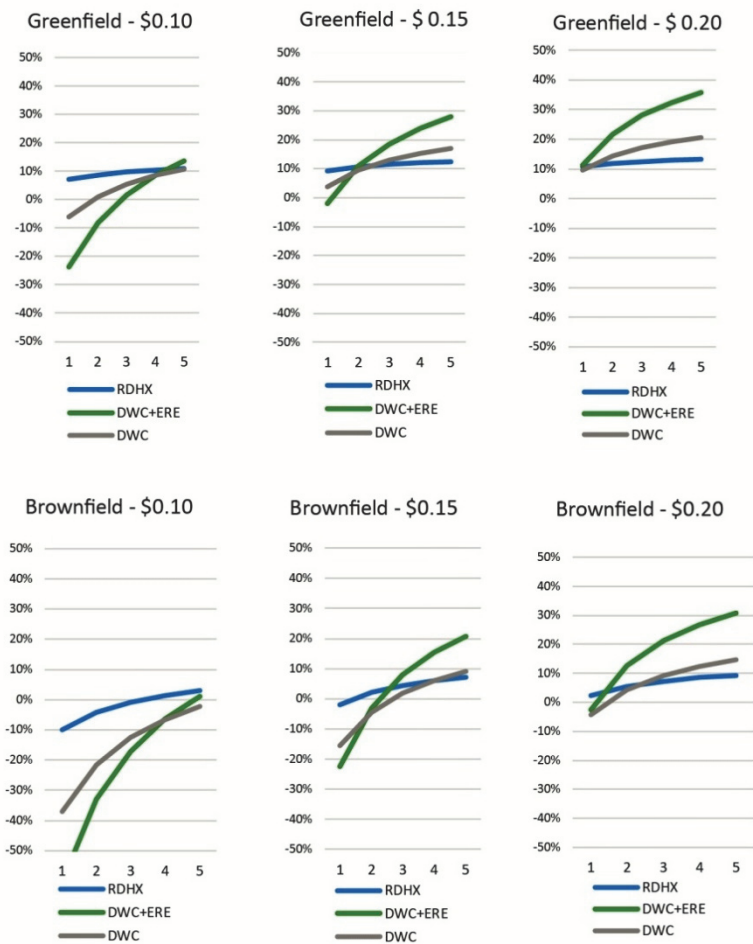 Greenfield - $0.10
50%
40%
30%
20%
10%
0%
-10%
-20%
-30%
-40%
-50%
1 2 3 4 5
RDHX
DWC+ERE
DWC
Greenfield - $ 0.15
50%
40%
30%
20%
10%
0%
-10%
-20%
-30%
-40%
-50%
1 2 3 4 5
RDHX
DWC+ERE
DWC
Greenfield - $ 0.20
50%
40%
30%
20%
10%
0%
-10%
-20%
-30%
-40%
-50%
1 2 3 4 5
RDHX
DWC+ERE
DWC
Brownfield - $0.10
50%
40%
30%
20%
10%
0%
-10%
-20%
-30%
-40%
-50%
1 2 3 4 5
RDHX
DWC+ERE
DWC
Brownfield - $0.15
50%
40%
30%
20%
10%
0%
-10%
-20%
-30%
-40%
-50%
1 2 3 4 5
RDHX
DWC+ERE
DWC
Brownfield - $0.20
50%
40%
30%
20%
10%
0%
-10%
-20%
-30%
-40%
-50%
1 2 3 4 5
RDHX
DWC+ERE
DWC